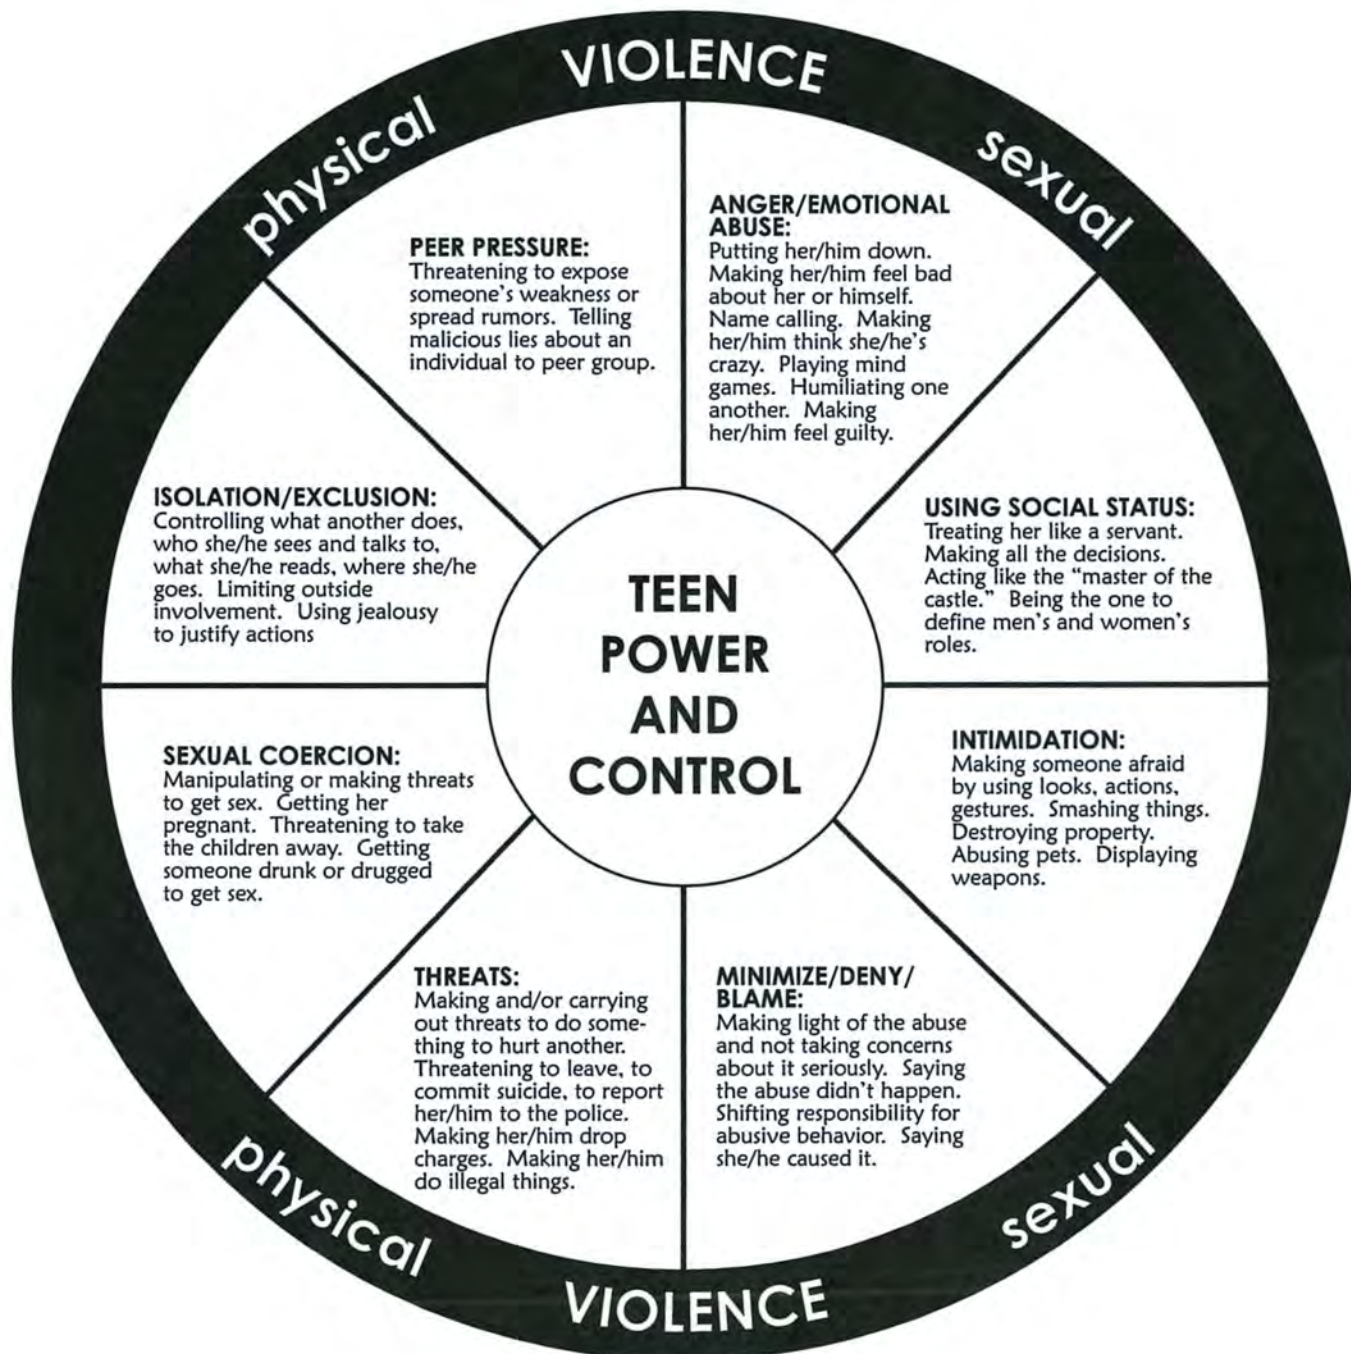 VIOLENCE
physical
sexual
PEER PRESSURE:
Threatening to expose
someone's weakness or
spread rumors. Telling
malicious lies about an
individual to peer group.
ANGER/EMOTIONAL
ABUSE:
Putting her/him down.
Making her/him feel bad
about her or himself.
Name calling. Making
her/him think she/he's
crazy. Playing mind
games. Humiliating one
another. Making
her/him feel guilty.
ISOLATION/EXCLUSION:
Controlling what another does,
who she/he sees and talks to,
what she/he reads, where she/he
goes. Limiting outside
involvement. Using jealousy
to justify actions
USING SOCIAL STATUS:
Treating her like a servant.
Making all the decisions.
Acting like the “master of the
castle.” Being the one to
define men's and women's
roles.
TEEN
POWER
AND
CONTROL
SEXUAL COERCION:
Manipulating or making threats
to get sex. Getting her
pregnant. Threatening to take
the children away. Getting
someone drunk or drugged
to get sex.
INTIMIDATION:
Making someone afraid
by using looks, actions,
gestures. Smashing things.
Destroying property.
Abusing pets. Displaying
weapons.
THREATS:
Making and/or carrying
out threats to do some-
thing to hurt another.
Threatening to leave, to
commit suicide, to report
her/him to the police.
Making her/him drop
charges. Making her/him
do illegal things.
MINIMIZE/DENY/
BLAME:
Making light of the abuse
and not taking concerns
about it seriously. Saying
the abuse didn't happen.
Shifting responsibility for
abusive behavior. Saying
she/he caused it.
physical
sexual
VIOLENCE